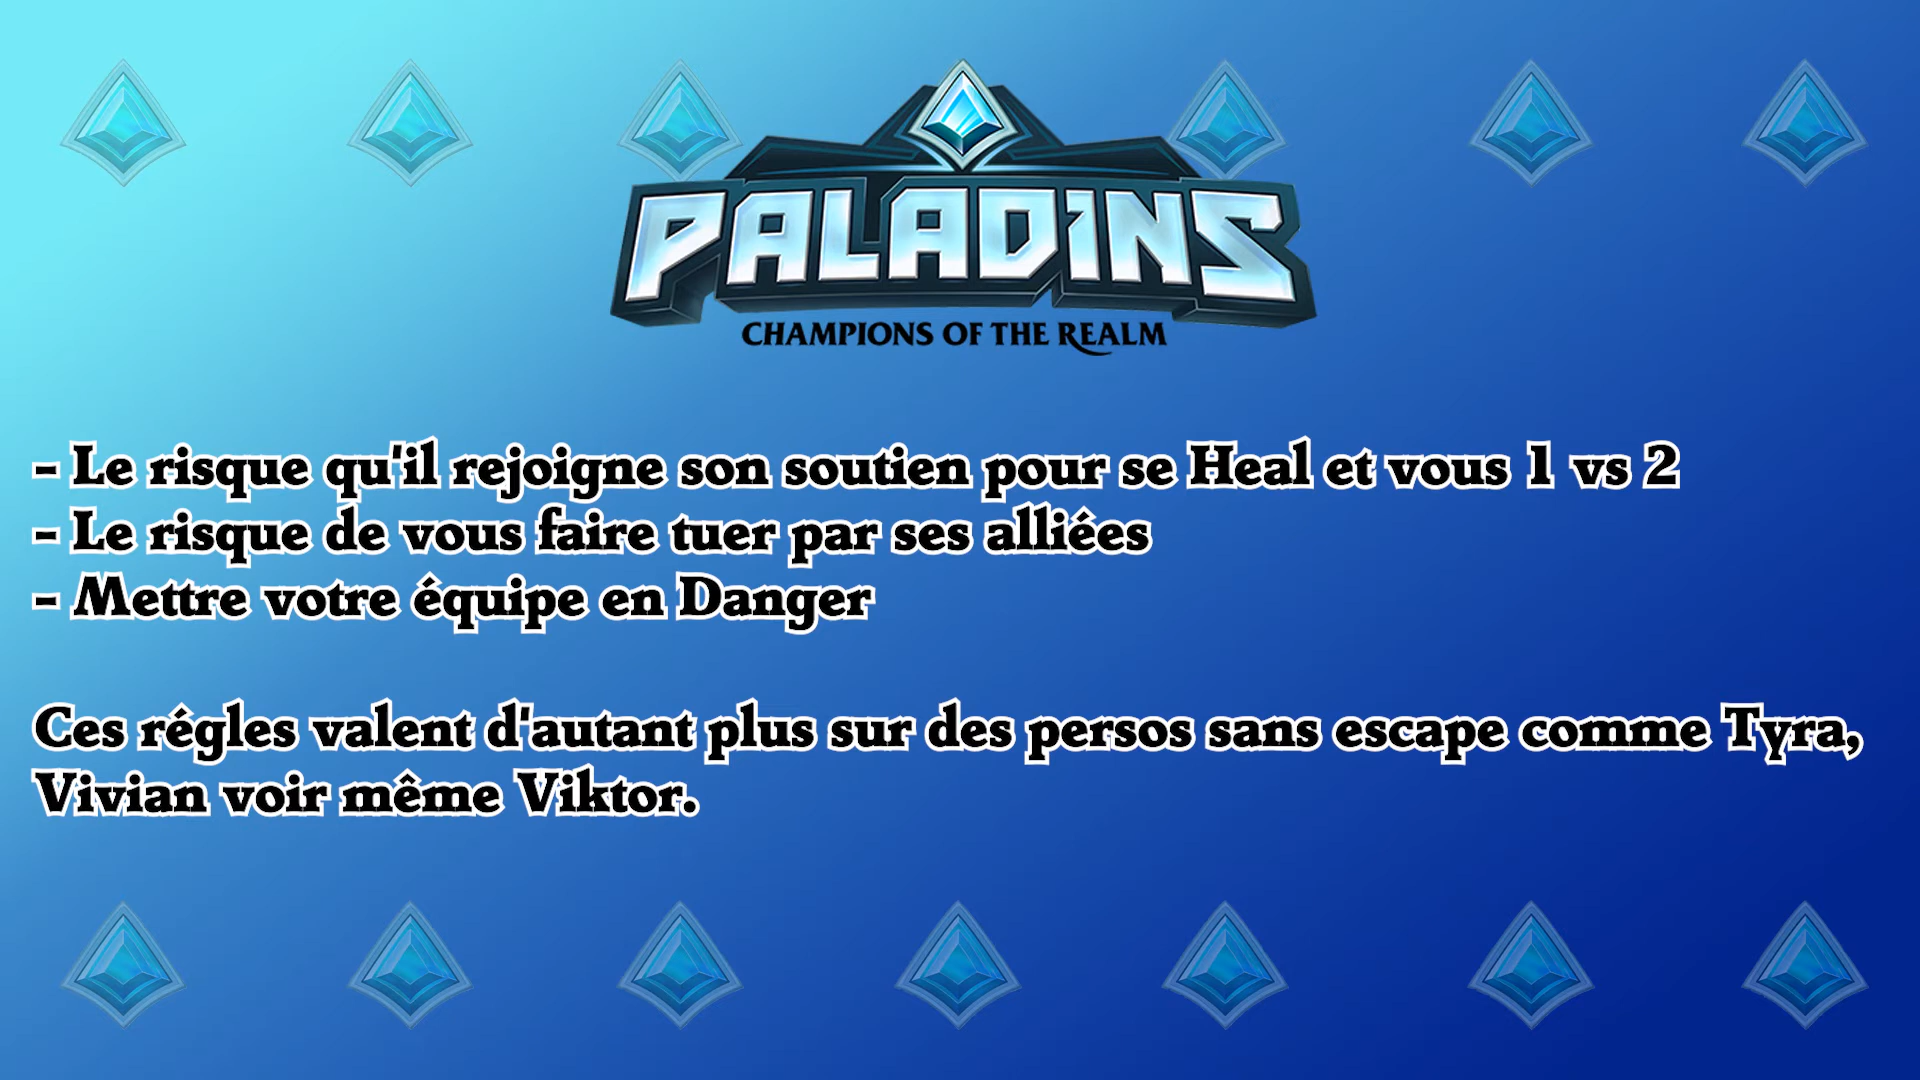 PALADINS
CHAMPIONS OF THE REALM
- Le risque qu'il rejoigne son soutien pour se Heal et vous 1 vs 2
- Le risque de vous faire tuer par ses alliées
- Mettre votre équipe en Danger
Ces régles valent d'autant plus sur des persos sans escape comme Tyra,
Vivian voir même Viktor.